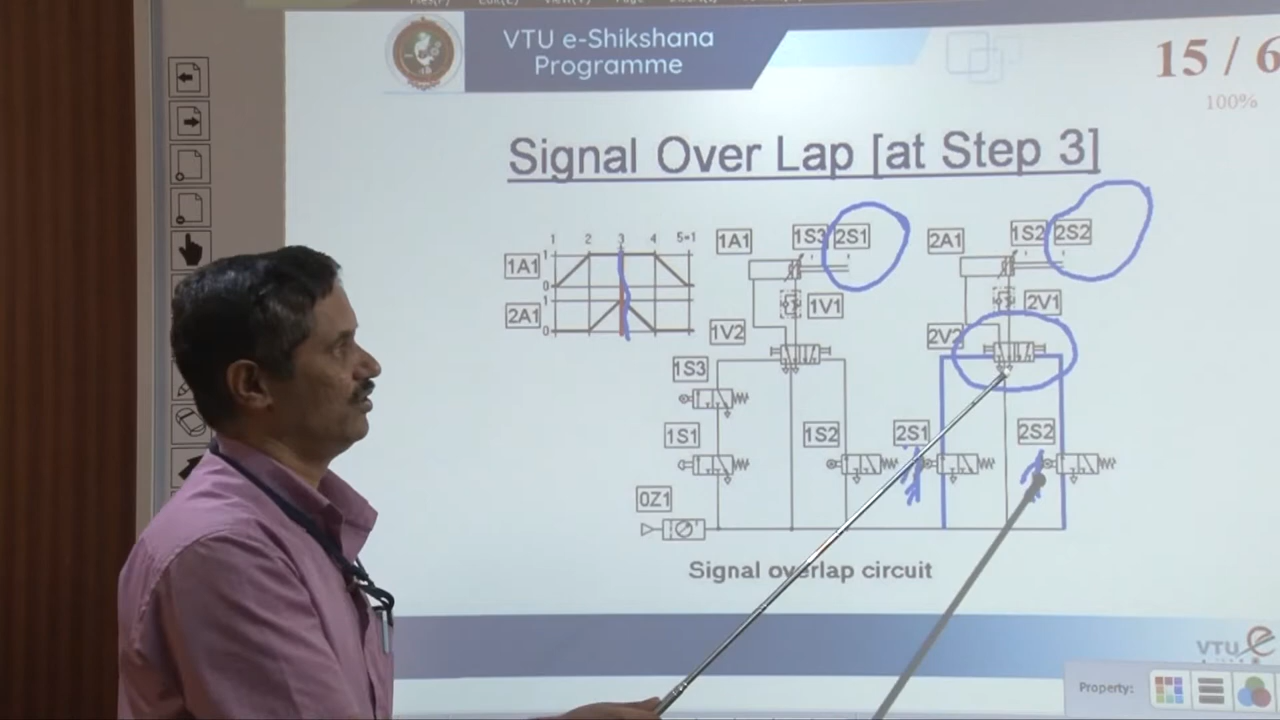 VTU e-Shikshana
Programme
15 / 6
100%
Signal Over Lap [at Step 3]
1 2 3 4 5=1
1A1
1
0
2A1
1
0
1A1
1S3
2S1
2A1
1S2
2S2
1V1
2V1
1V2
2V2
1S3
1S1
1S2
2S1
2S2
0Z1
Signal overlap circuit
VTU e
Property: